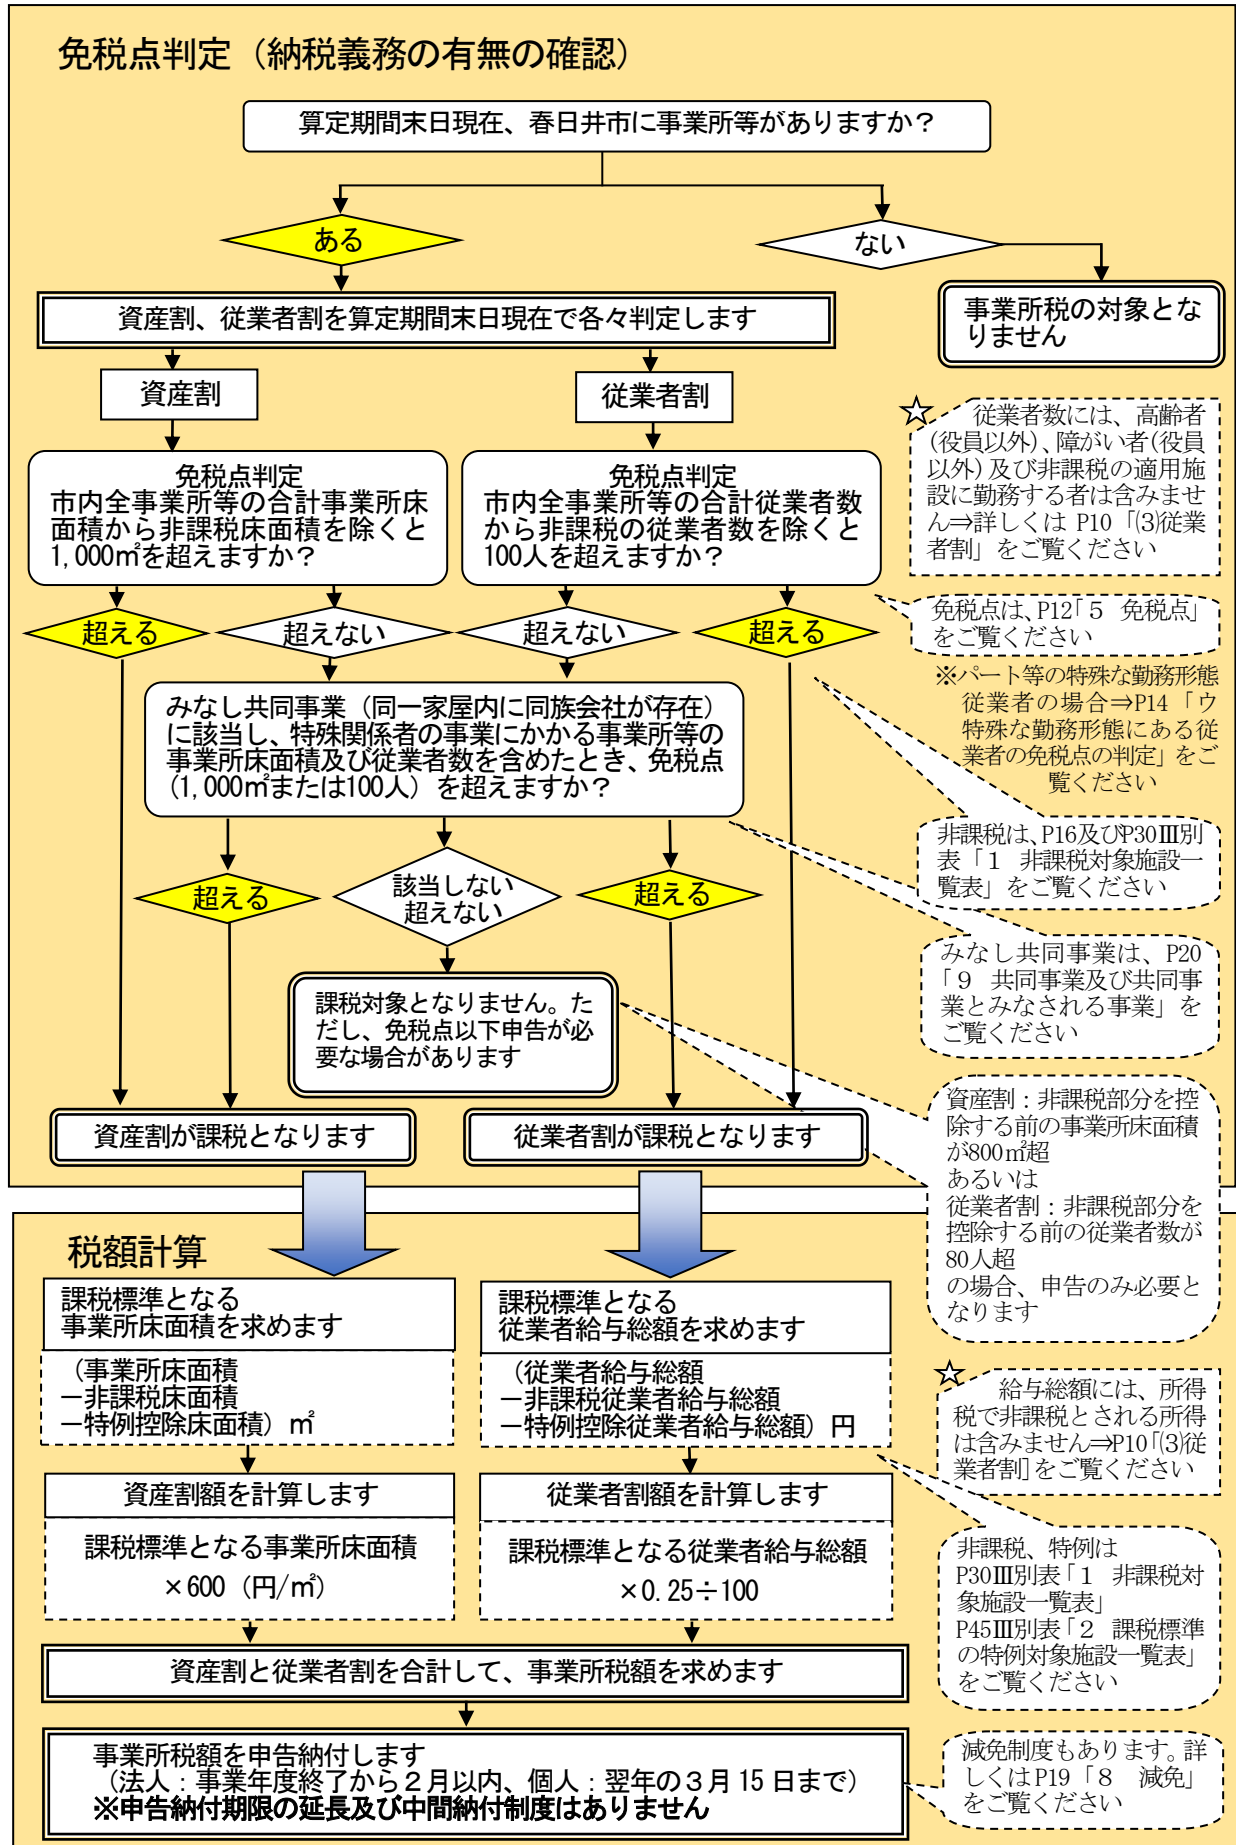 免税点判定（納税義務の有無の確認）
算定期間末日現在、春日井市に事業所等がありますか？
ある
ない
資産割、従業者割を算定期間末日現在で各々判定します
事業所税の対象とな
りません
資産割
従業者割
☆
従業者数には、高齢者
(役員以外)、障がい者(役員
以外)及び非課税の適用施
設に勤務する者は含みませ
ん⇒詳しくは P10「(3)従業
者割」をご覧ください
免税点判定
市内全事業所等の合計事業所床
面積から非課税床面積を除くと
1,000㎡を超えますか？
免税点判定
市内全事業所等の合計従業者数
から非課税の従業者数を除くと
100人を超えますか？
免税点は、P12「５ 免税点」
をご覧ください
超える
超えない
超えない
超える
※パート等の特殊な勤務形態
従業者の場合⇒P14「ウ
特殊な勤務形態にある従
業者の免税点の判定」をご
覧ください
みなし共同事業（同一家屋内に同族会社が存在）
に該当し、特殊関係者の事業にかかる事業所等の
事業所床面積及び従業者数を含めたとき、免税点
(1,000㎡または100人）を超えますか？
非課税は、P16及びP30Ⅲ別
表「１ 非課税対象施設一
覧表」をご覧ください
超える
該当しない
超えない
超える
みなし共同事業は、P20
「９ 共同事業及び共同事
業とみなされる事業」を
ご覧ください
課税対象となりません。た
だし、免税点以下申告が必
要な場合があります
資産割が課税となります
従業者割が課税となります
資産割：非課税部分を控
除する前の事業所床面積
が800㎡超
あるいは
従業者割：非課税部分を
控除する前の従業者数が
80人超
の場合、申告のみ必要と
なります
税額計算
課税標準となる
事業所床面積を求めます
（事業所床面積
－非課税床面積
－特例控除床面積）㎡
課税標準となる
従業者給与総額を求めます
（従業者給与総額
－非課税従業者給与総額
－特例控除従業者給与総額）円
☆
給与総額には、所得
税で非課税とされる所得
は含みません⇒P10「(3)従
業者割]をご覧ください
資産割額を計算します
課税標準となる事業所床面積
×600（円/㎡）
従業者割額を計算します
課税標準となる従業者給与総額
×0.25÷100
非課税、特例は
P30Ⅲ別表「１ 非課税対
象施設一覧表」
P45Ⅲ別表「２ 課税標準
の特例対象施設一覧表」
をご覧ください
資産割と従業者割を合計して、事業所税額を求めます
事業所税額を申告納付します
（法人：事業年度終了から２月以内、個人：翌年の３月 15 日まで）
※申告納付期限の延長及び中間納付制度はありません
減免制度もあります。詳
しくはP19「８ 減免」
をご覧ください